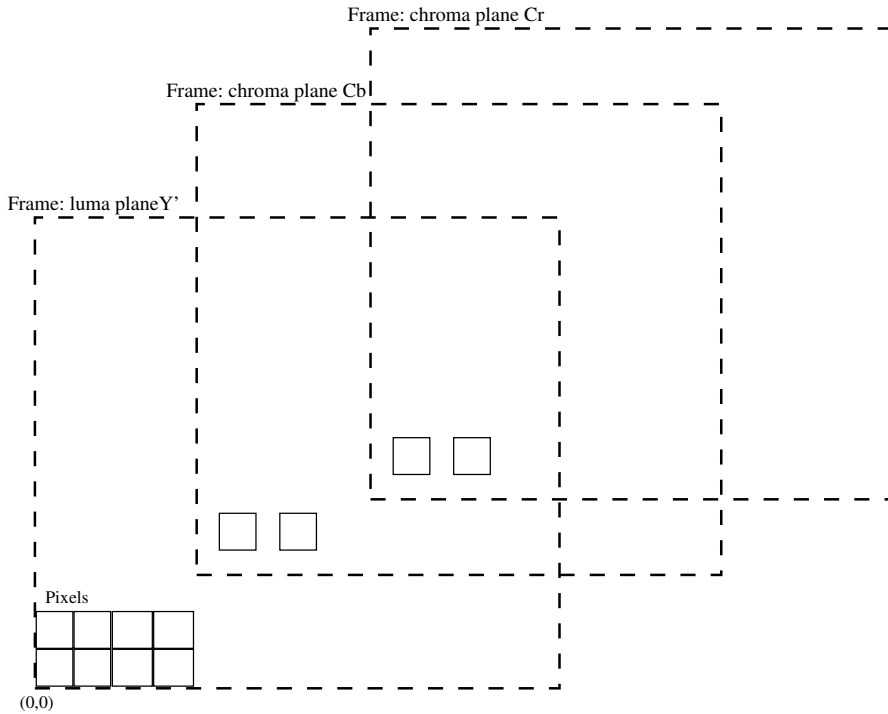 Frame: chroma plane Cr
Frame: chroma plane Cb
Frame: luma planeY’
Pixels
(0,0)